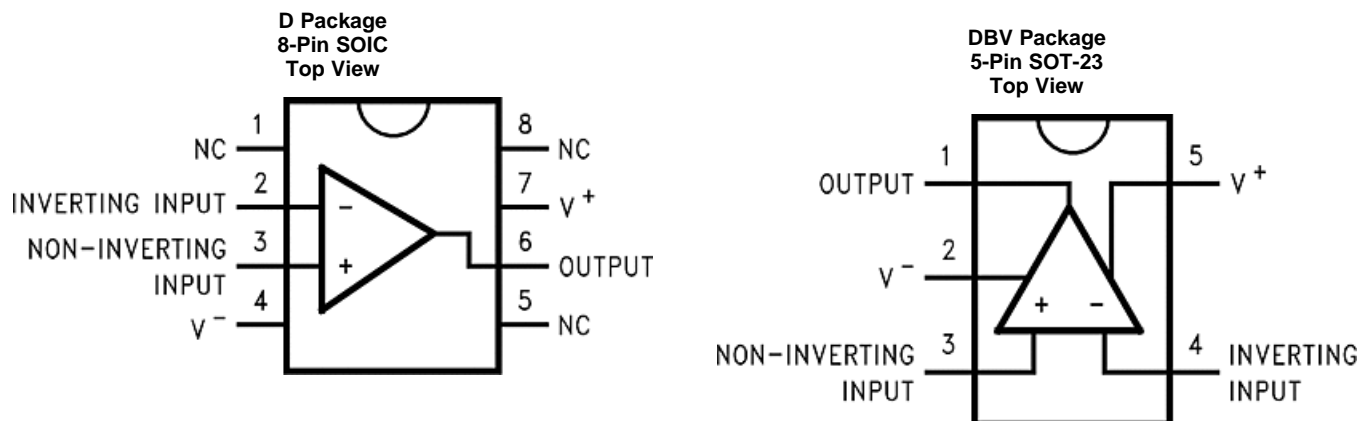 D Package
8-Pin SOIC
Top View
1
NC
2
INVERTING INPUT
−
3
NON-INVERTING
INPUT
+
4
V⁻
8
NC
7
V⁺
6
OUTPUT
5
NC
DBV Package
5-Pin SOT-23
Top View
1
OUTPUT
2
V⁻
+ −
3
NON-INVERTING
INPUT
5
V⁺
4
INVERTING
INPUT